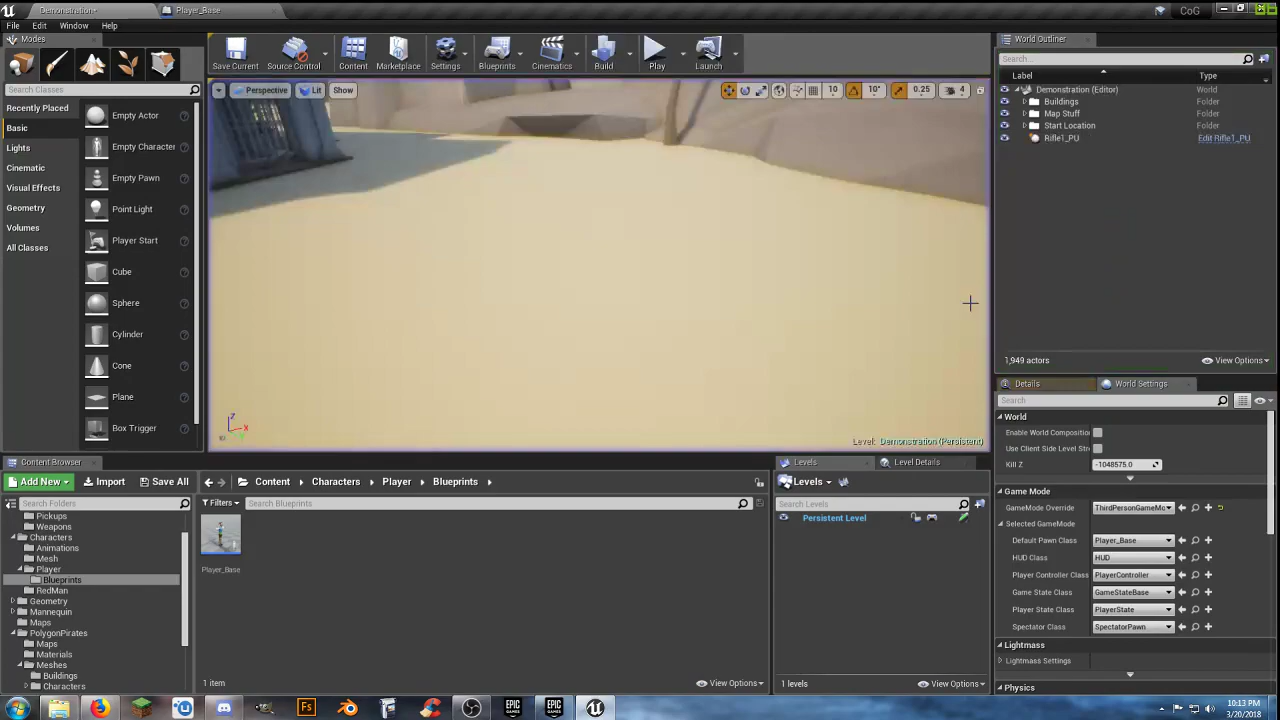 Demonstration*
Player_Base
CoG
File Edit Window Help
Modes
Search Classes
Recently Placed
Basic
Lights
Cinematic
Visual Effects
Geometry
Volumes
All Classes
Empty Actor
Empty Character
Empty Pawn
Point Light
Player Start
Cube
Sphere
Cylinder
Cone
Plane
Box Trigger
Save Current
Source Control
Content
Marketplace
Settings
Blueprints
Cinematics
Build
Play
Launch
Perspective
Lit
Show
10
10°
0.25
4
Z
X
Level: Demonstration (Persistent)
World Outliner
Search...
Label
Type
Demonstration (Editor)
World
Buildings
Folder
Map Stuff
Folder
Start Location
Folder
Rifle1_PU
Edit Rifle1_PU
1,949 actors
View Options
Details
World Settings
Search
World
Enable World Compositio
Use Client Side Level Stre
Kill Z
-1048575.0
Game Mode
GameMode Override
ThirdPersonGameMo
Selected GameMode
Default Pawn Class
Player_Base
HUD Class
HUD
Player Controller Class
PlayerController
Game State Class
GameStateBase
Player State Class
PlayerState
Spectator Class
SpectatorPawn
Lightmass
Lightmass Settings
Physics
Content Browser
Add New
Import
Save All
Content
Characters
Player
Blueprints
Search Folders
Filters
Search Blueprints
Pickups
Weapons
Characters
Animations
Mesh
Player
Blueprints
RedMan
Geometry
Mannequin
Maps
PolygonPirates
Maps
Materials
Meshes
Buildings
Characters
Player_Base
1 item
View Options
Levels
Level Details
Levels
Search Levels
Persistent Level
1 levels
View Options
Fs
EPIC GAMES
EPIC GAMES
10:13 PM
3/20/2018